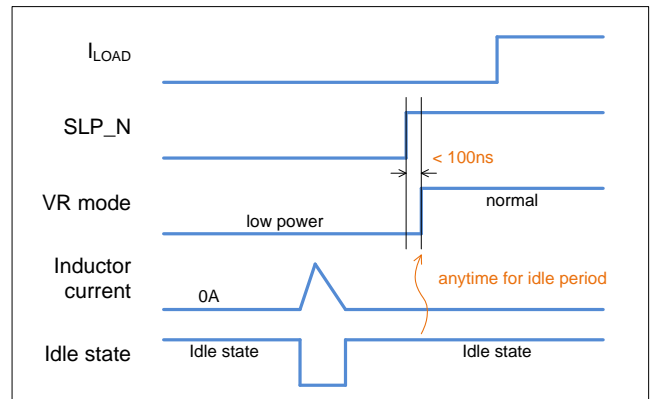 I_LOAD
SLP_N
< 100ns
VR mode
low power
normal
Inductor
current
0A
anytime for idle period
Idle state
Idle state
Idle state